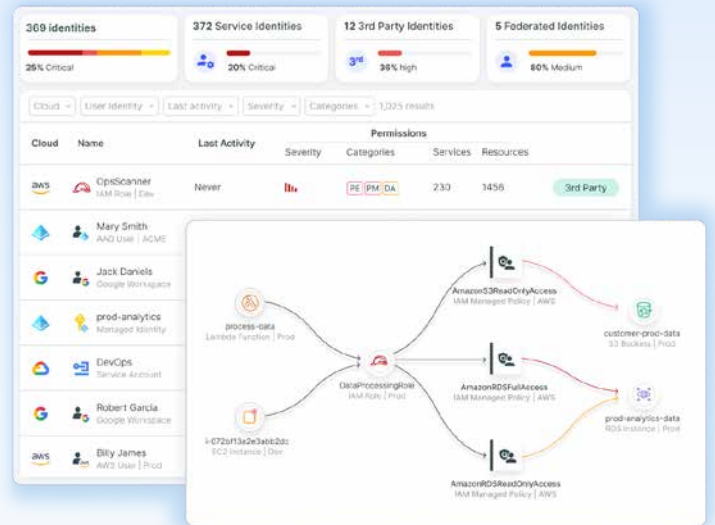 369 identities
25% Critical
372 Service Identities
20% Critical
12 3rd Party Identities
3rd
36% high
5 Federated Identities
80% Medium
Cloud
User Identity
Last activity
Severity
Categories
1,025 results
Permissions
Cloud
Name
Last Activity
Severity
Categories
Services
Resources
aws
OpsScanner
IAM Role | Dev
Never
PE PM DA
230
1456
3rd Party
Mary Smith
AAD User | ACME
Jack Daniels
Google Workspace
prod-analytics
Managed Identity
DevOps
Service Account
Robert Garcia
Google Workspace
aws
Billy James
AWS User | Prod
process-data
Lambda Function | Prod
EC2 Instance | Dev
DataProcessingRole
IAM Role | Prod
AmazonS3ReadOnlyAccess
IAM Managed Policy | AWS
AmazonRDSFullAccess
IAM Managed Policy | AWS
AmazonRDSReadOnlyAccess
IAM Managed Policy | AWS
customer-prod-data
S3 Buckets | Prod
prod-analytics-data
RDS Instance | Prod